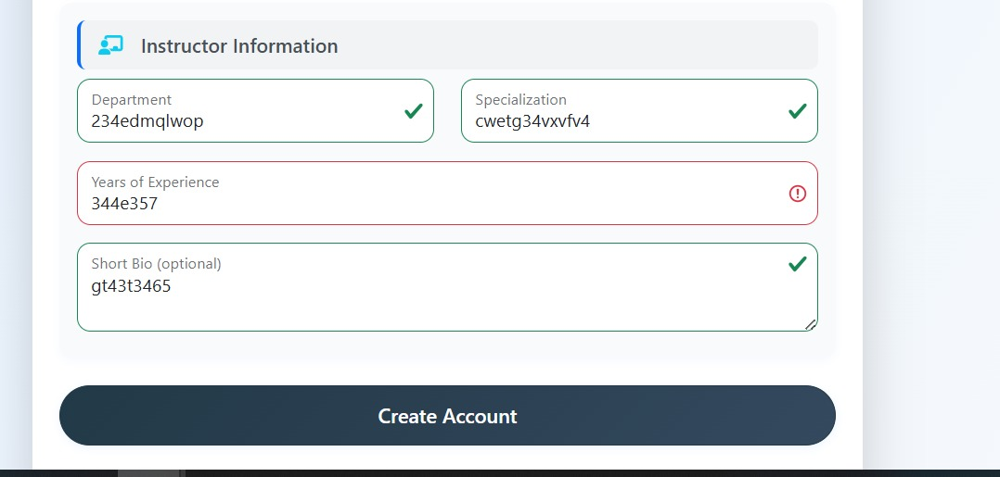 Instructor Information
Department
234edmqlwop
Specialization
cwetg34vxvfv4
Years of Experience
344e357
Short Bio (optional)
gt43t3465
Create Account